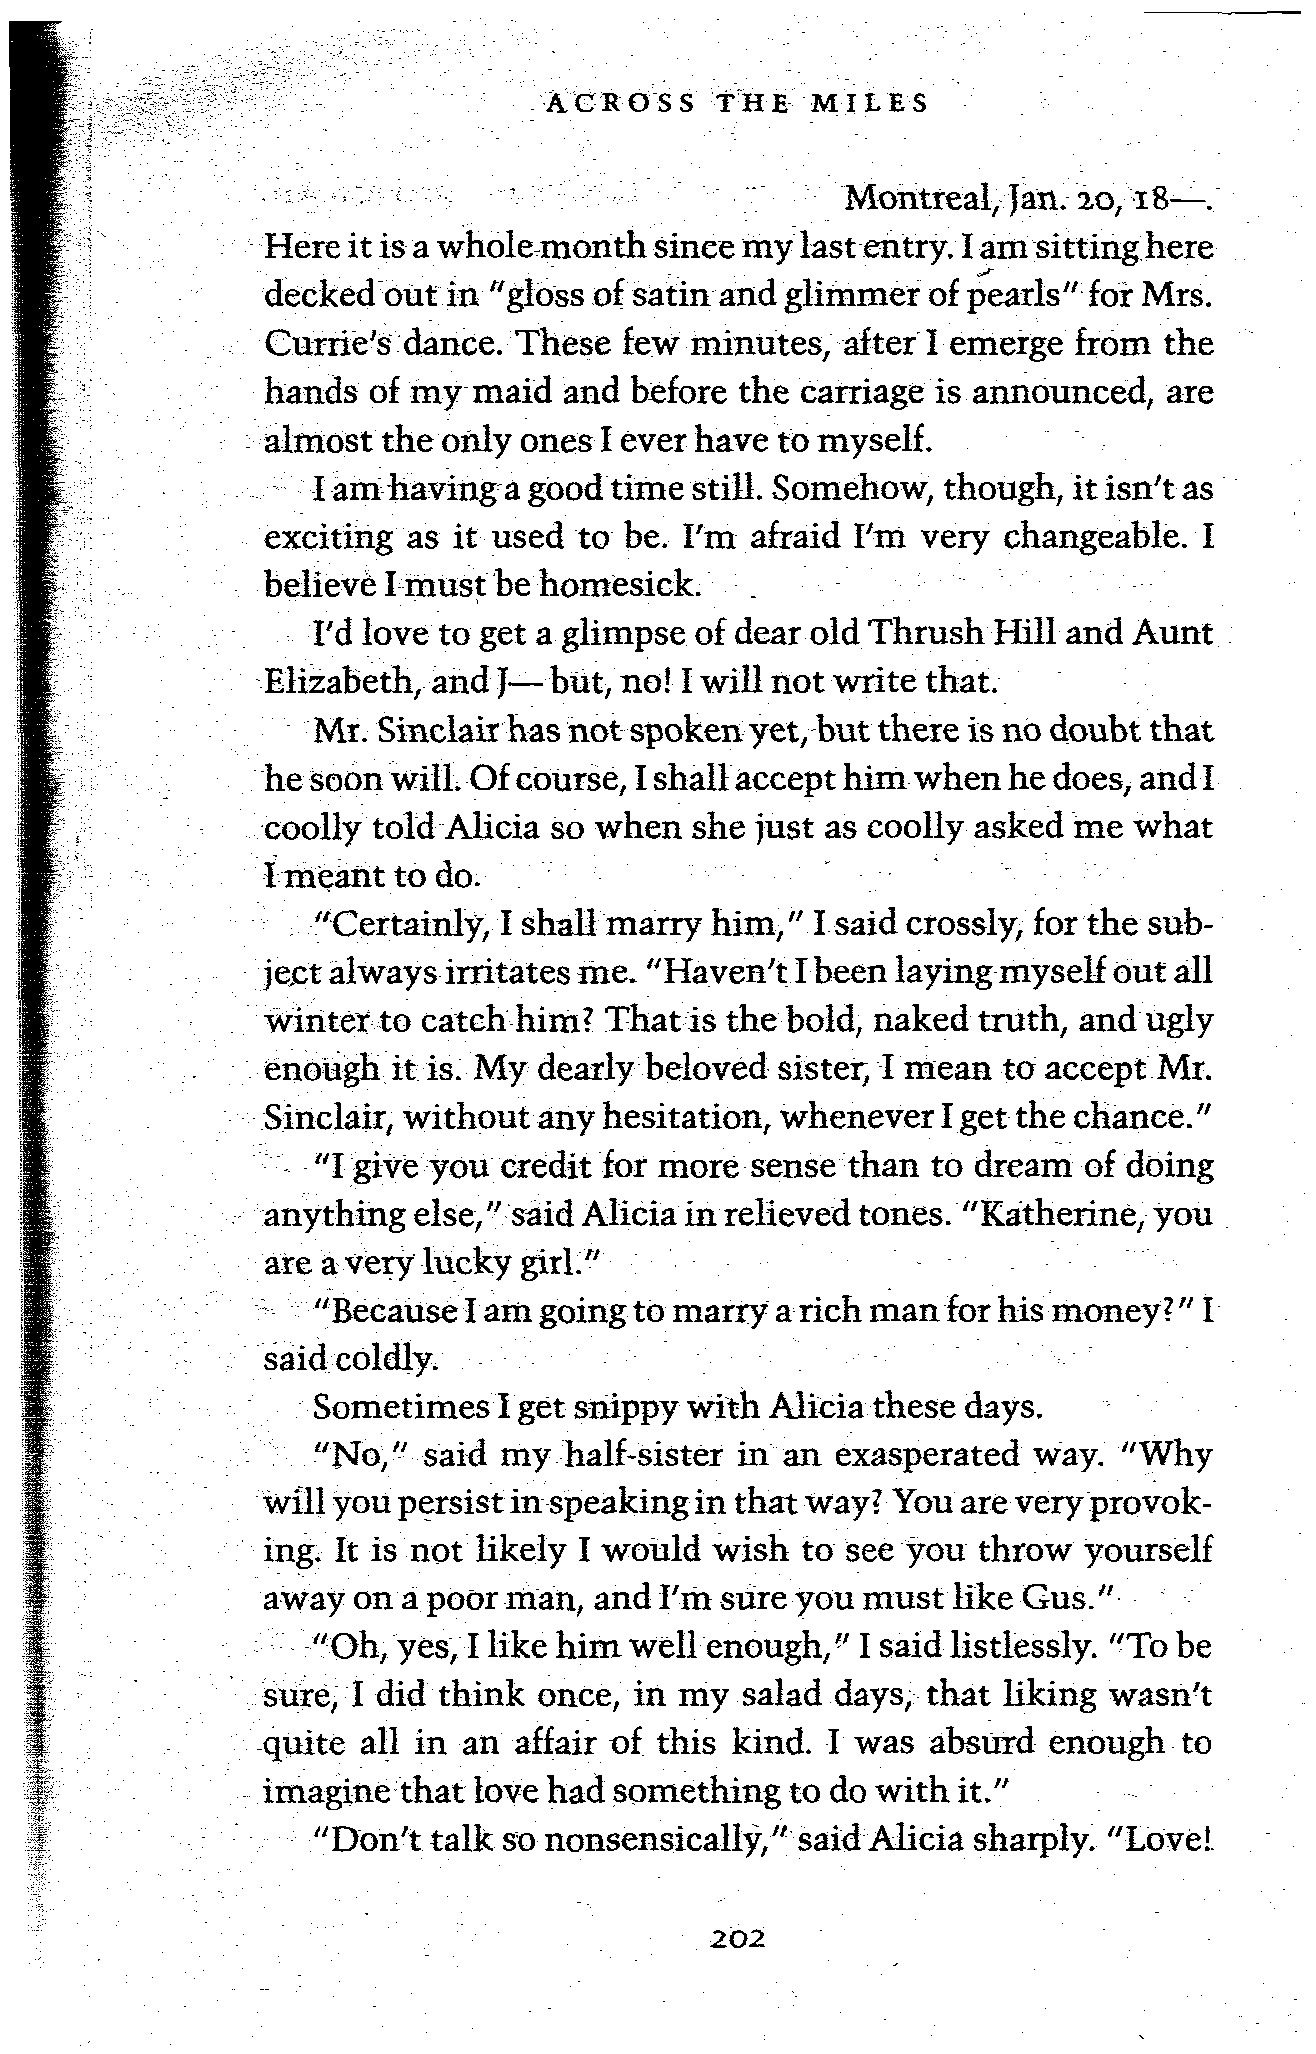 ACROSS THE MILES
Montreal, Jan. 20, 18—.
Here it is a whole month since my last entry. I am sitting here
decked out in "gloss of satin and glimmer of pearls" for Mrs.
Currie's dance. These few minutes, after I emerge from the
hands of my maid and before the carriage is announced, are
almost the only ones I ever have to myself.
I am having a good time still. Somehow, though, it isn't as
exciting as it used to be. I'm afraid I'm very changeable. I
believe I must be homesick.
I'd love to get a glimpse of dear old Thrush Hill and Aunt
Elizabeth, and J— but, no! I will not write that.
Mr. Sinclair has not spoken yet, but there is no doubt that
he soon will. Of course, I shall accept him when he does, and I
coolly told Alicia so when she just as coolly asked me what
I meant to do.
"Certainly, I shall marry him," I said crossly, for the sub-
ject always irritates me. "Haven't I been laying myself out all
winter to catch him? That is the bold, naked truth, and ugly
enough it is. My dearly beloved sister, I mean to accept Mr.
Sinclair, without any hesitation, whenever I get the chance."
"I give you credit for more sense than to dream of doing
anything else," said Alicia in relieved tones. "Katherine, you
are a very lucky girl."
"Because I am going to marry a rich man for his money?" I
said coldly.
Sometimes I get snippy with Alicia these days.
"No," said my half-sister in an exasperated way. "Why
will you persist in speaking in that way? You are very provok-
ing. It is not likely I would wish to see you throw yourself
away on a poor man, and I'm sure you must like Gus."
"Oh, yes, I like him well enough," I said listlessly. "To be
sure, I did think once, in my salad days, that liking wasn't
quite all in an affair of this kind. I was absurd enough to
imagine that love had something to do with it."
"Don't talk so nonsensically," said Alicia sharply. "Love!
202